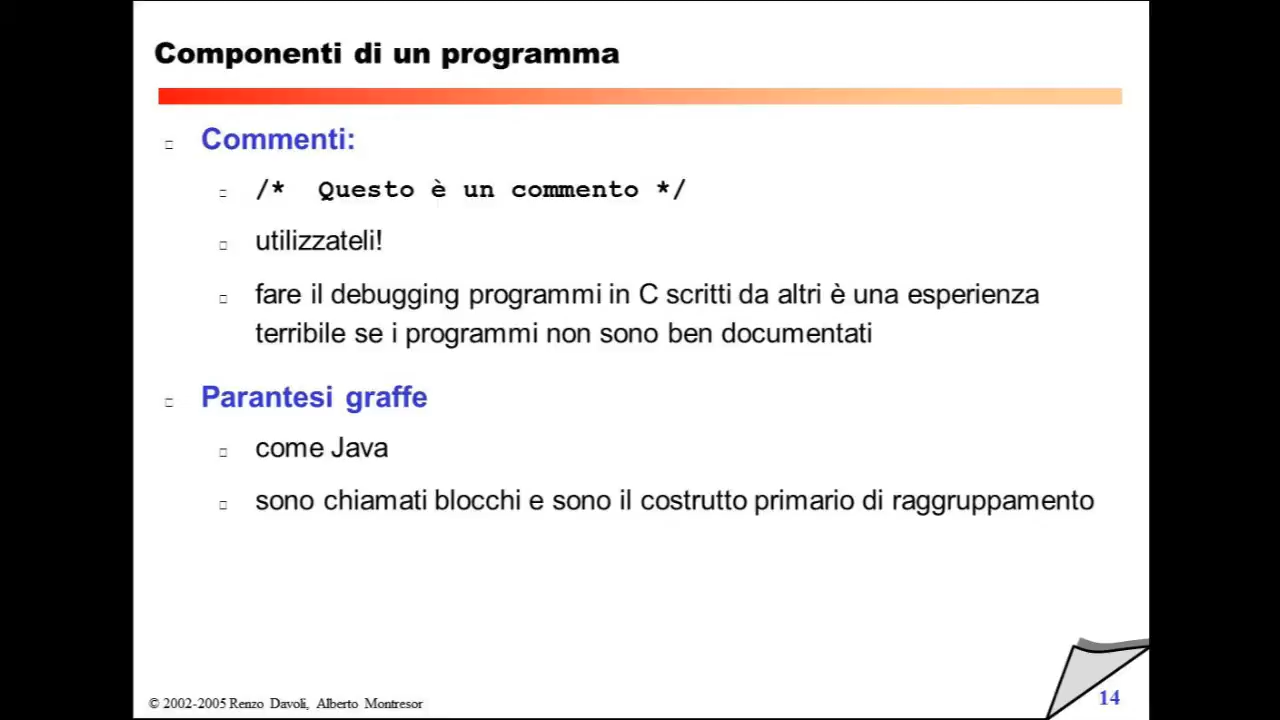 Componenti di un programma
Commenti:
/*  Questo è un commento */
utilizzateli!
fare il debugging programmi in C scritti da altri è una esperienza
terribile se i programmi non sono ben documentati
Parantesi graffe
come Java
sono chiamati blocchi e sono il costrutto primario di raggruppamento
© 2002-2005 Renzo Davoli, Alberto Montresor
14